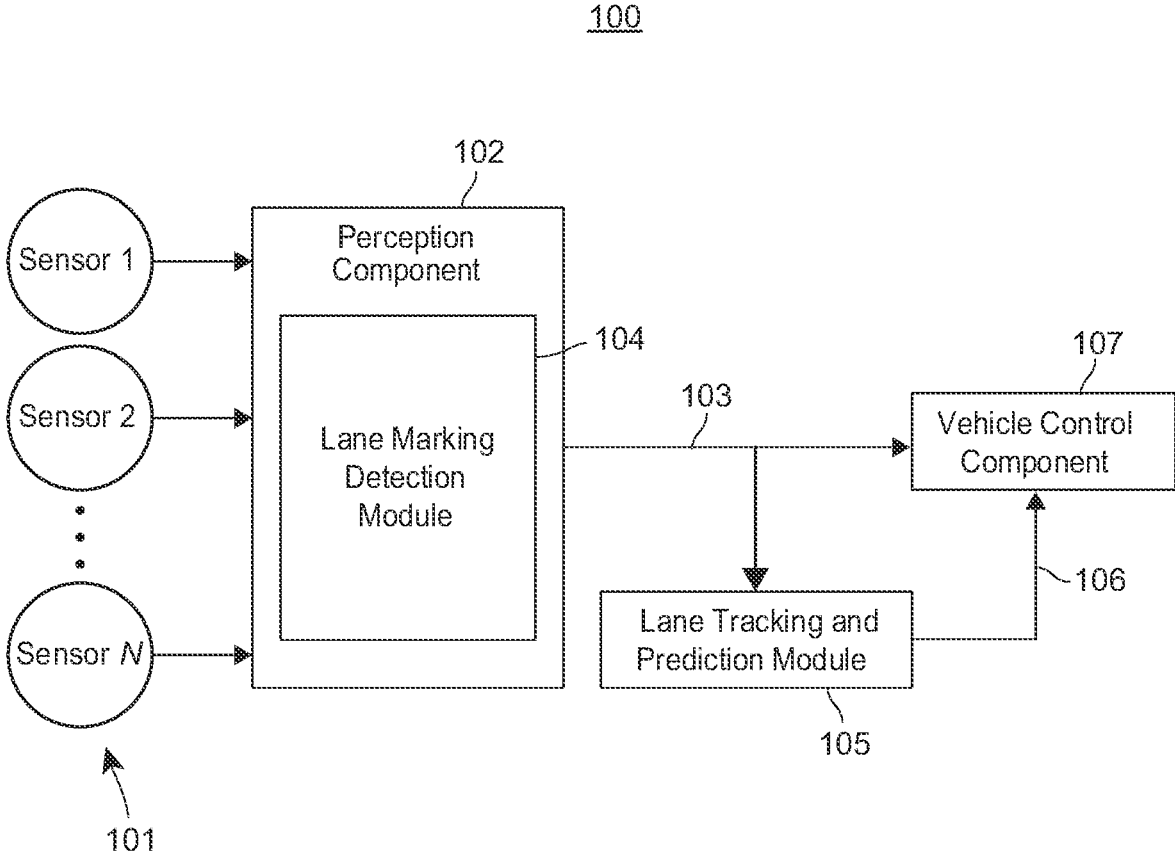 100
102
Sensor 1
Perception
Component
104
Sensor 2
Lane Marking
Detection
Module
103
107
Vehicle Control
Component
106
Sensor N
Lane Tracking and
Prediction Module
105
101